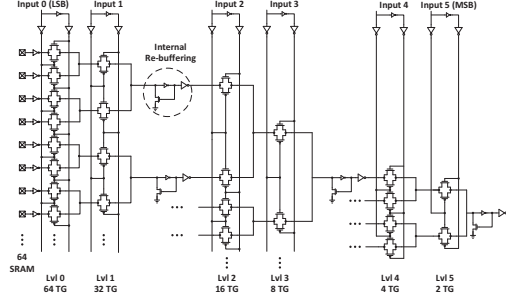 Input 0 (LSB) Input 1 Input 2 Input 3 Input 4 Input 5 (MSB)
Internal
Re-buffering
64
SRAM
Lvl 0 Lvl 1 Lvl 2 Lvl 3 Lvl 4 Lvl 5
64 TG 32 TG 16 TG 8 TG 4 TG 2 TG